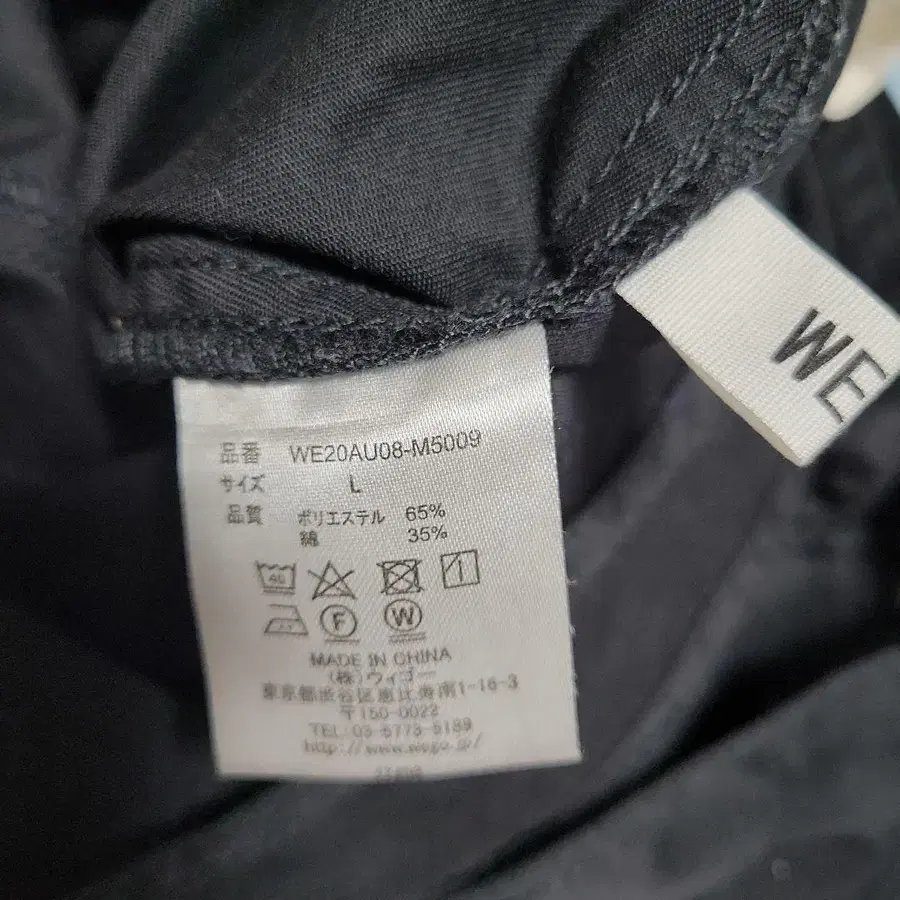 品番 WE20AU08-M5009
サイズ L
品質 ポリエステル 65%
綿 35%
40
F W
MADE IN CHINA
(株)ウィゴー
東京都渋谷区恵比寿南1-16-3
〒150-0022
TEL:03-5773-5189
http://www.wego.jp/
WE